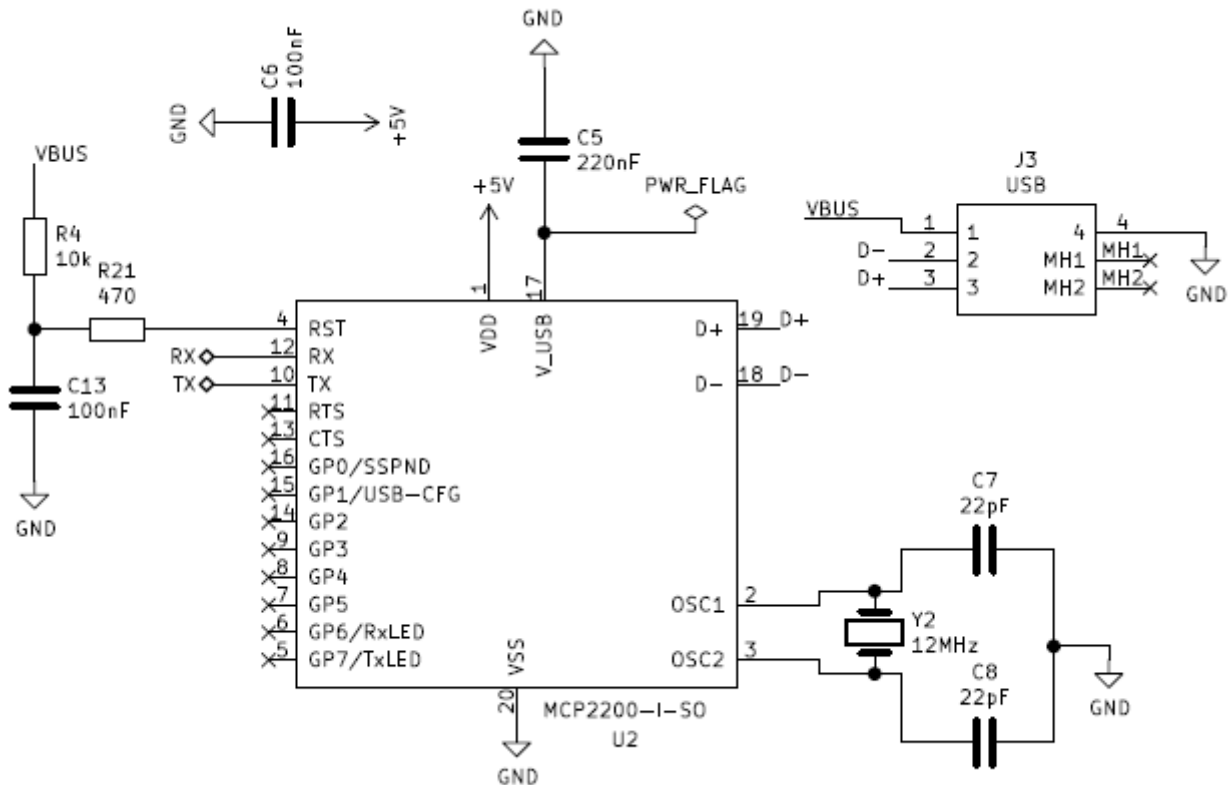 GND
C6
100nF
GND
+5V
VBUS
C5
220nF
+5V
PWR_FLAG
J3
USB
VBUS
1
1
4
4
D-
2
2
MH1
MH1
D+
3
3
MH2
MH2
GND
R4
10k
R21
470
1
17
VDD
V_USB
4
RST
D+
19
D+
RX
12
RX
TX
10
TX
D-
18
D-
C13
100nF
11
RTS
13
CTS
16
GP0/SSPND
15
GP1/USB-CFG
14
GP2
9
GP3
8
GP4
7
GP5
6
GP6/RxLED
5
GP7/TxLED
GND
OSC1
2
OSC2
3
C7
22pF
Y2
12MHz
C8
22pF
GND
VSS
20
MCP2200-I-SO
U2
GND